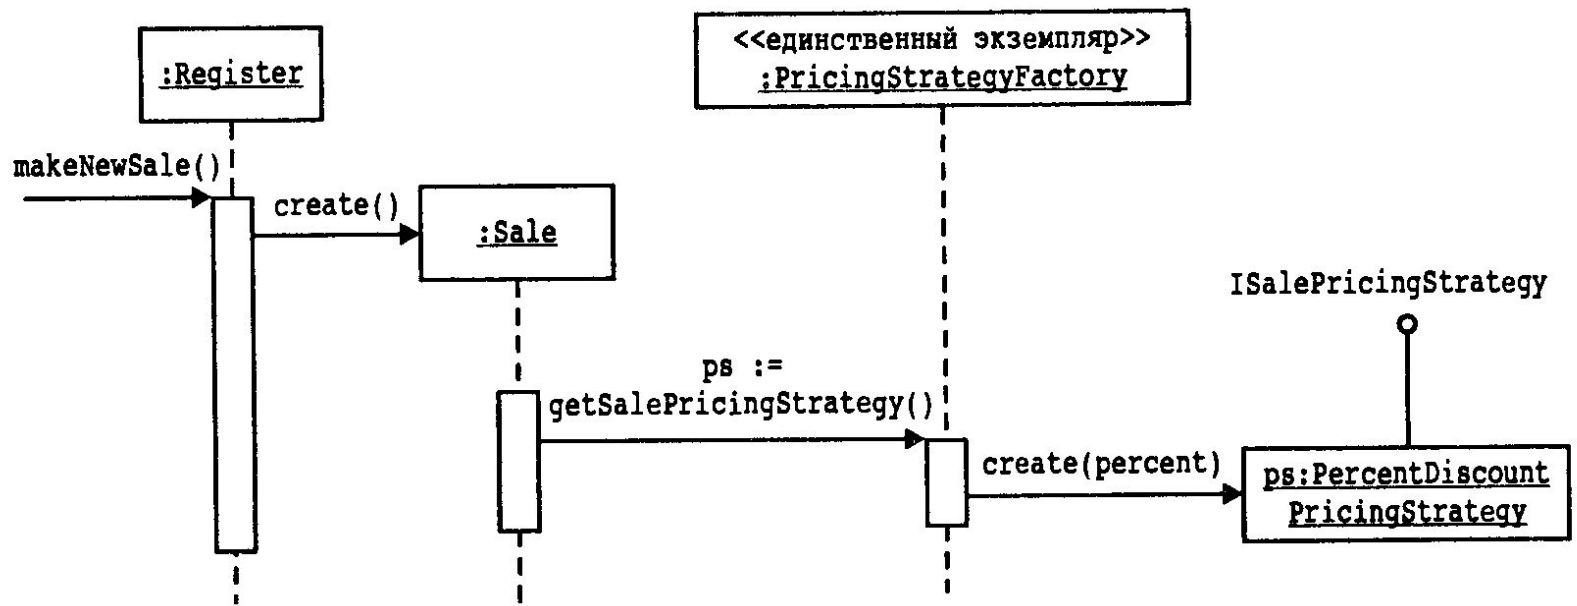 <<единственный экземпляр>>
:Register
:PricingStrategyFactory
makeNewSale()
create()
:Sale
ISalePricingStrategy
ps :=
getSalePricingStrategy()
create(percent)
ps:PercentDiscount
PricingStrategy